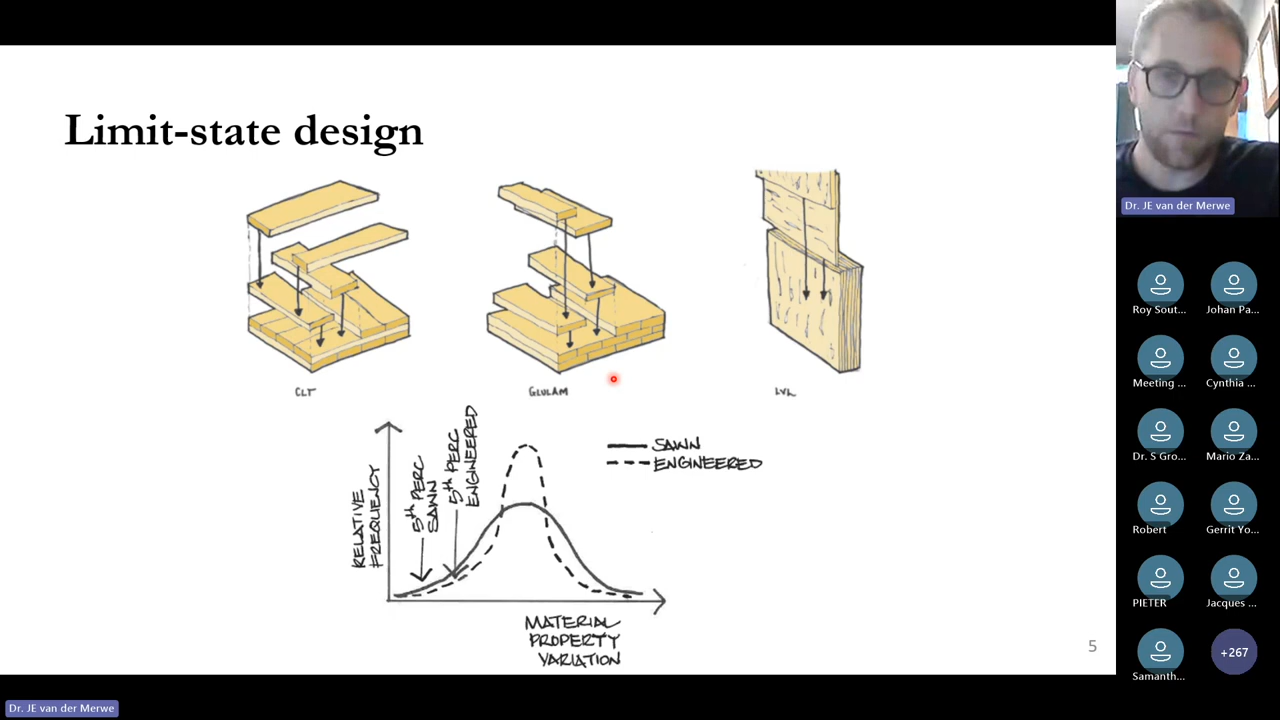 Limit-state design
CLT
GLULAM
LVL
RELATIVE
FREQUENCY
5th PERC
SAWN
5th PERC
ENGINEERED
SAWN
ENGINEERED
MATERIAL
PROPERTY
VARIATION
5
Dr. JE van der Merwe
Roy Sout...
Johan Pa...
Meeting ...
Cynthia ...
Dr. S Gro...
Mario Za...
Robert
Gerrit Yo...
PIETER
Jacques ...
Samanth...
+267
Dr. JE van der Merwe